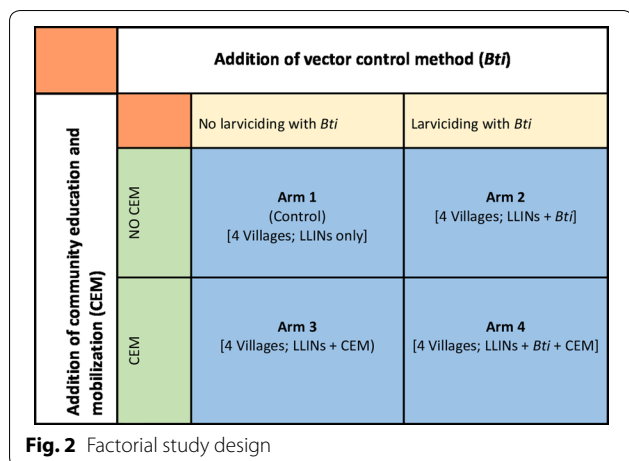 Addition of vector control method (Bti)
Addition of community education and
mobilization (CEM)
No larviciding with Bti
Larviciding with Bti
NO CEM
Arm 1
(Control)
[4 Villages; LLINs only]
Arm 2
[4 Villages; LLINs + Bti]
CEM
Arm 3
[4 Villages; LLINs + CEM)
Arm 4
[4 Villages; LLINs + Bti + CEM]
Fig. 2 Factorial study design